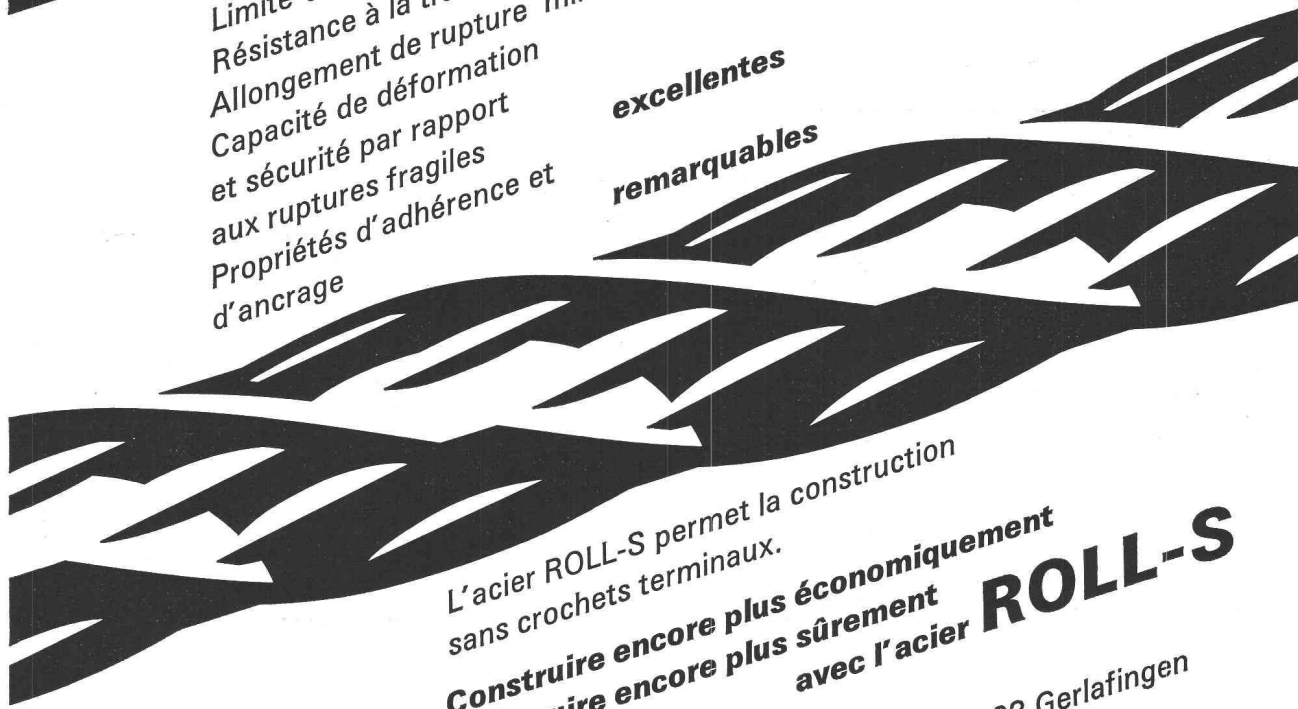 Limite
Résistance à la
Allongement de rupture
Capacité de déformation
et sécurité par rapport
aux ruptures fragiles
Propriétés d'adhérence et
d'ancrage
excellentes
remarquables
L'acier ROLL-S permet la construction
sans crochets terminaux.
Construire encore plus économiquement
encore plus sûrement
avec l'acier ROLL-S
Gerlafingen